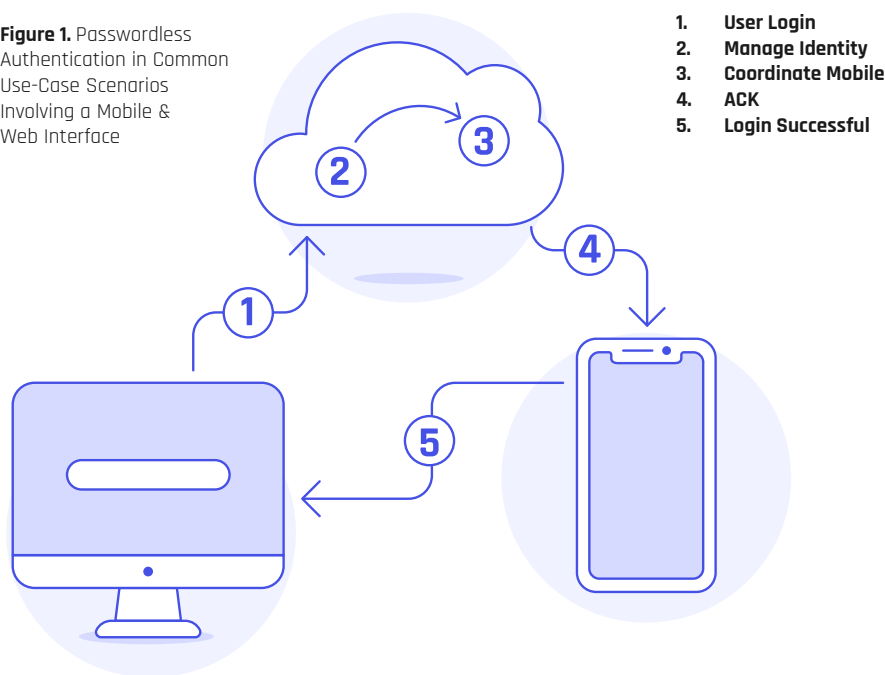 Figure 1. Passwordless
Authentication in Common
Use-Case Scenarios
Involving a Mobile &
Web Interface
1. User Login
2. Manage Identity
3. Coordinate Mobile
4. ACK
5. Login Successful
2
3
4
1
5